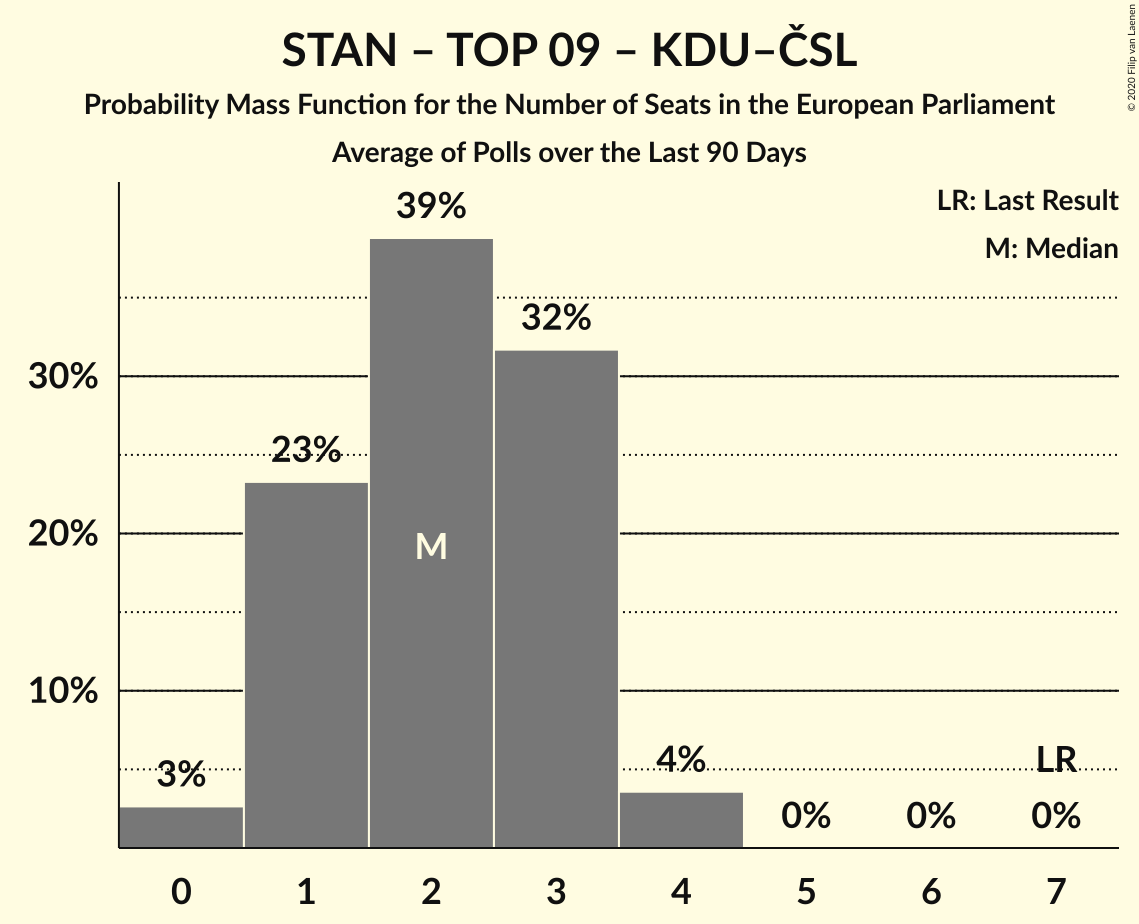 STAN – TOP 09 – KDU–ČSL
Probability Mass Function for the Number of Seats in the European Parliament
Average of Polls over the Last 90 Days
© 2020 Filip van Laenen
LR: Last Result
M: Median
39%
32%
30%
23%
20%
M
10%
3%
4%
LR
0%
0%
0%
0 1 2 3 4 5 6 7